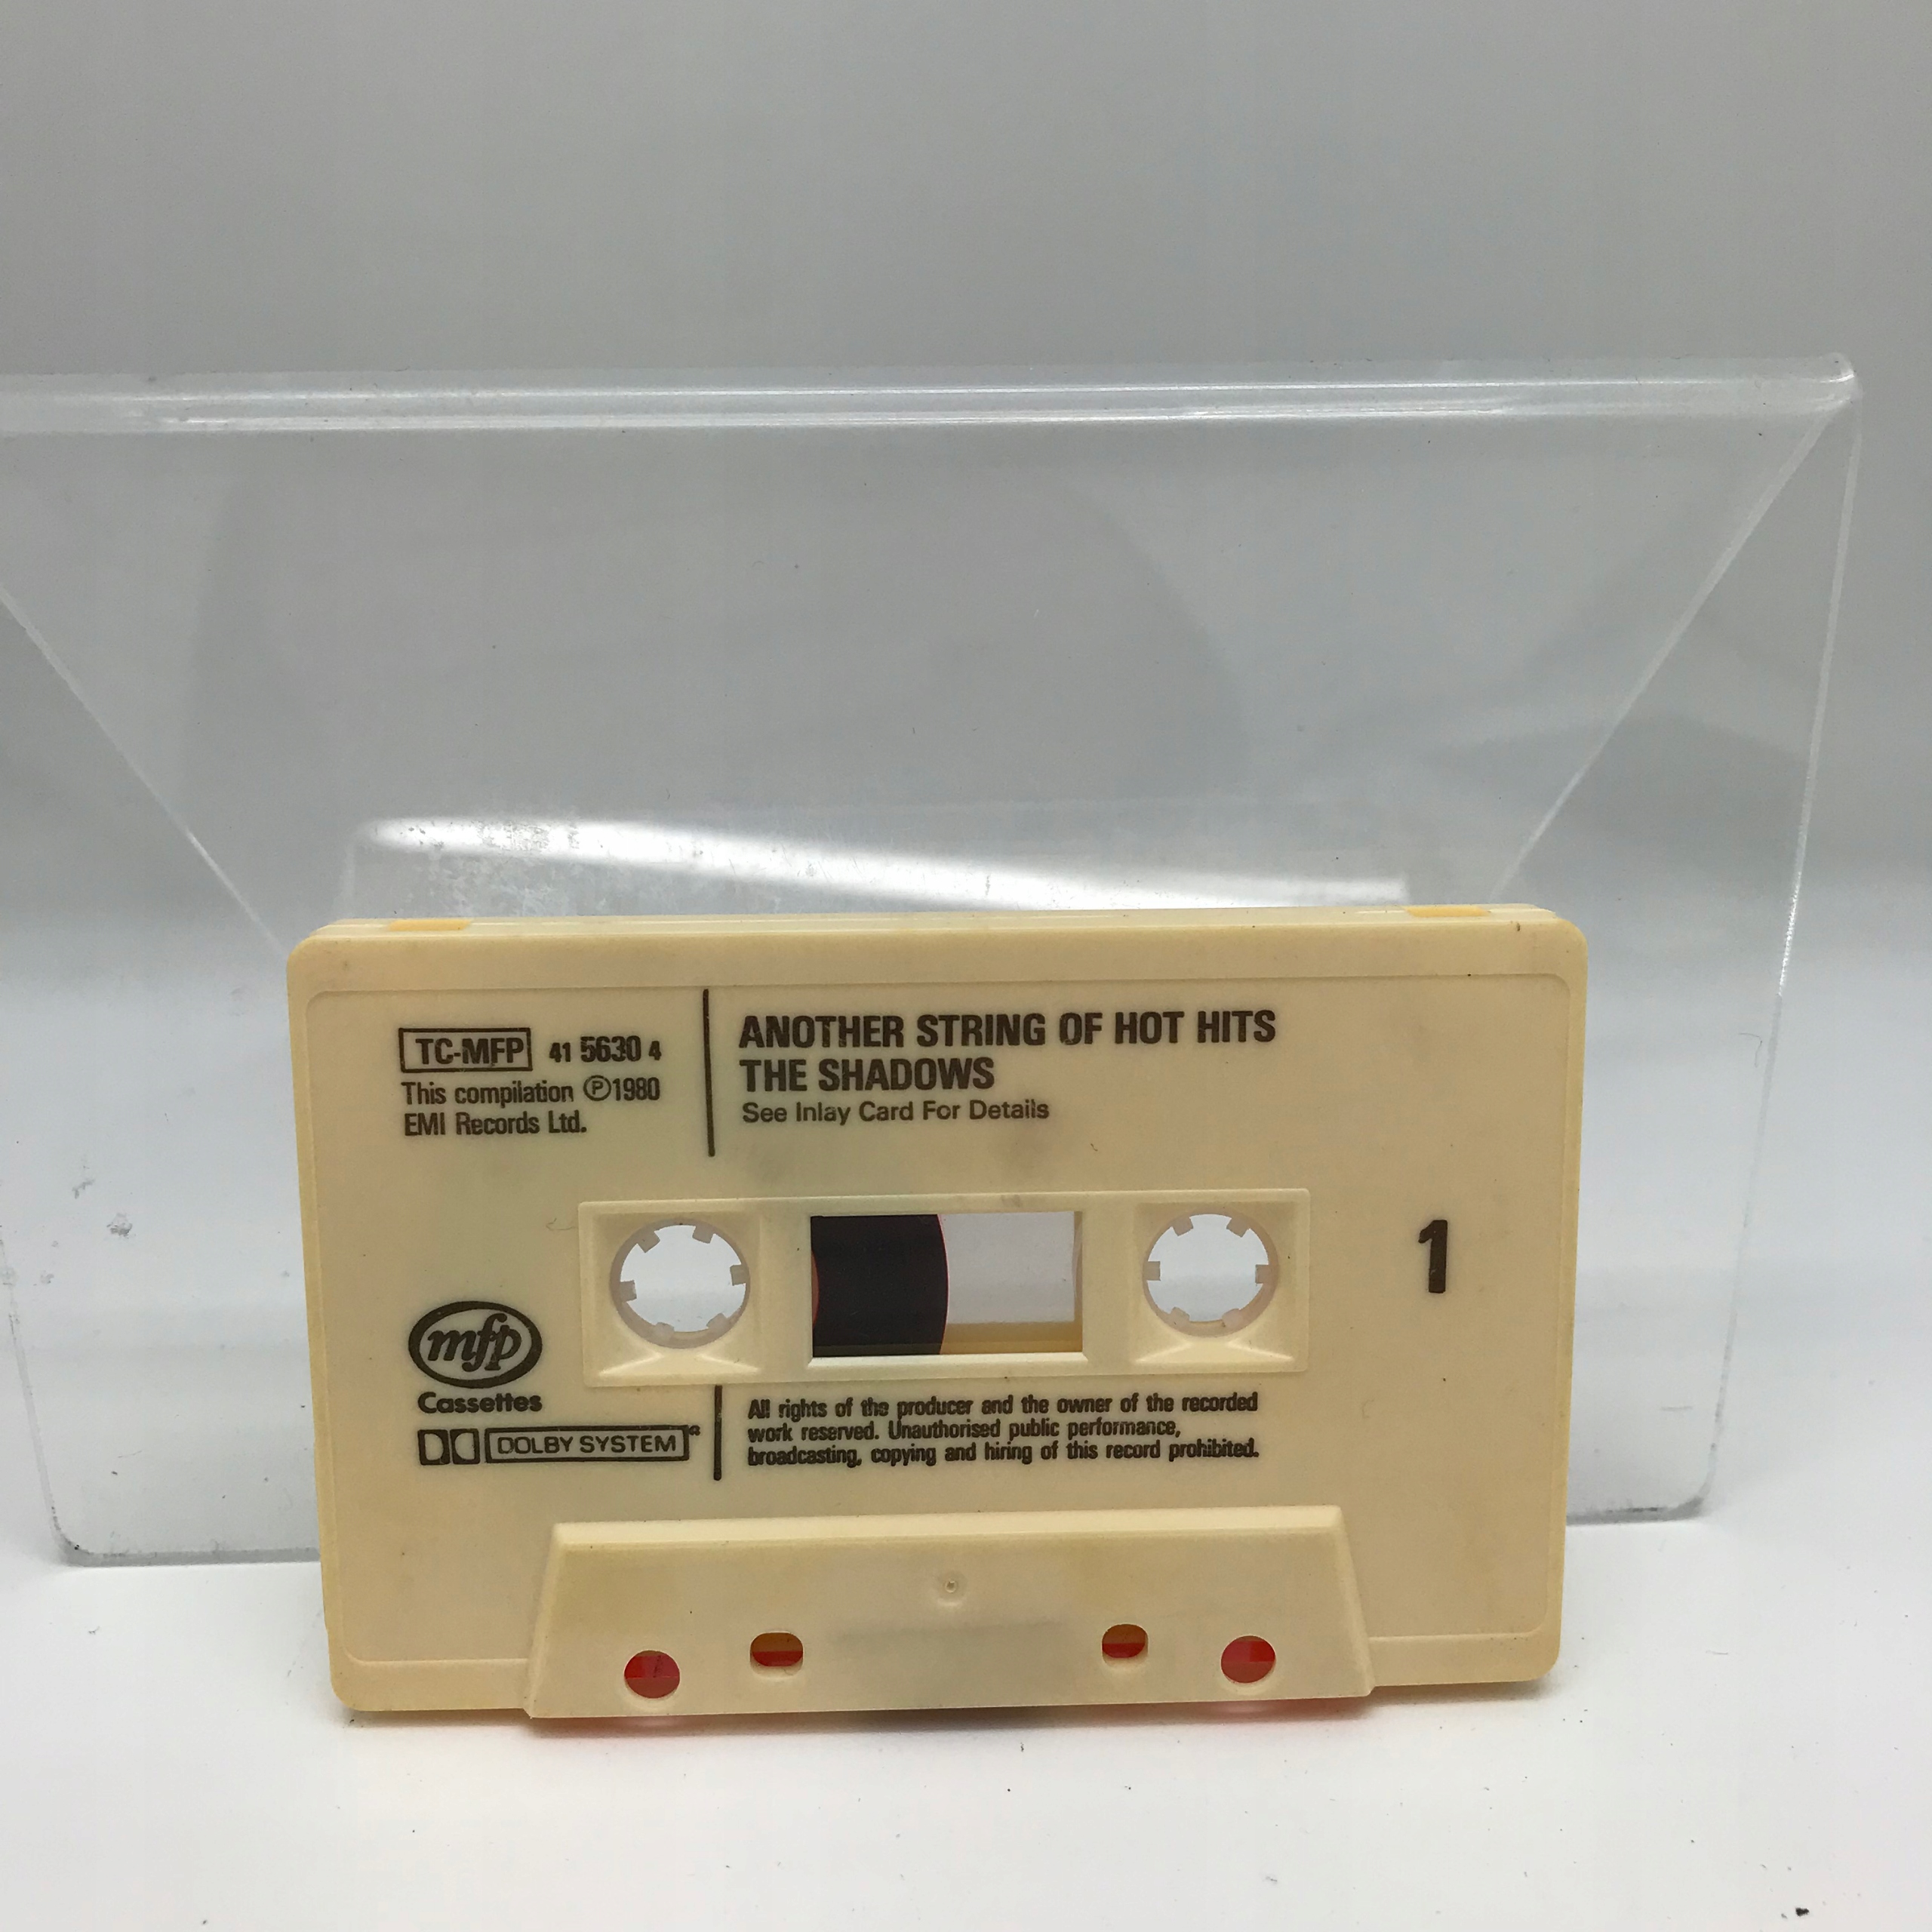 TC-MFP 41 5630 4
This compilation ℗1980
EMI Records Ltd.
ANOTHER STRING OF HOT HITS
THE SHADOWS
See Inlay Card For Details
1
mfp
Cassettes
DOLBY SYSTEM®
All rights of the producer and the owner of the recorded
work reserved. Unauthorised public performance,
broadcasting, copying and hiring of this record prohibited.